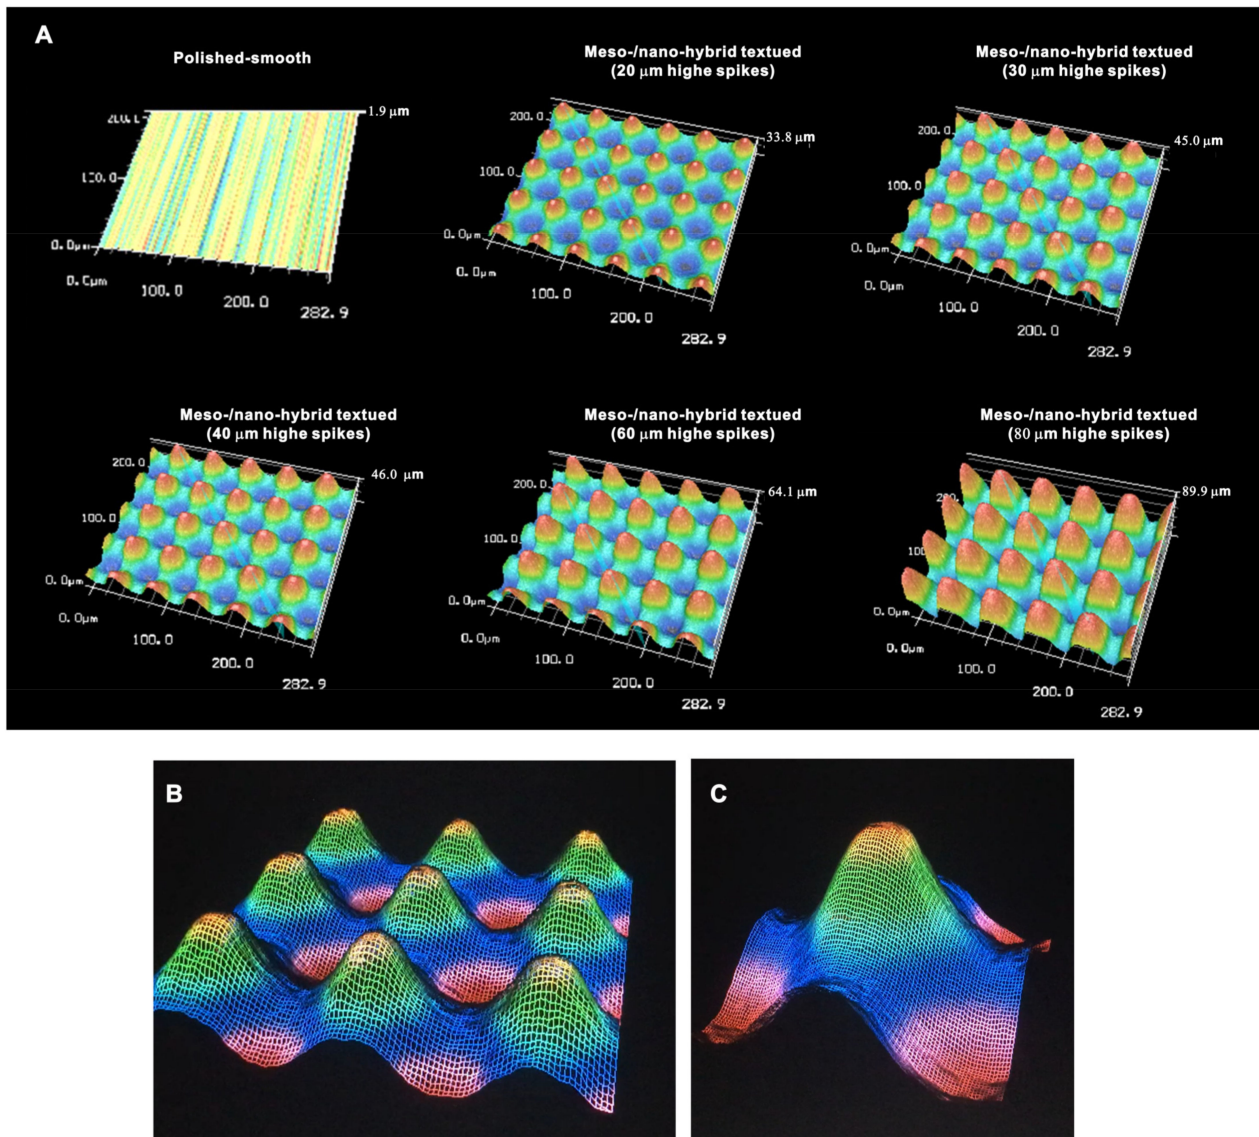 A
Polished-smooth
1.9 μm
100.0
0.0μm
100.0
200.0
282.9
Meso-/nano-hybrid textued
(20 μm highe spikes)
33.8 μm
200.0
100.0
0.0μm
0.0μm
100.0
200.0
282.9
Meso-/nano-hybrid textued
(30 μm highe spikes)
45.0 μm
200.0
100.0
0.0μm
0.0μm
100.0
200.0
282.9
Meso-/nano-hybrid textued
(40 μm highe spikes)
46.0 μm
200.0
100.0
0.0μm
0.0μm
100.0
200.0
282.9
Meso-/nano-hybrid textued
(60 μm highe spikes)
64.1 μm
200.0
100.0
0.0μm
0.0μm
100.0
200.0
282.9
Meso-/nano-hybrid textued
(80 μm highe spikes)
89.9 μm
0.0μm
0.0μm
100.0
200.0
282.9
B
C